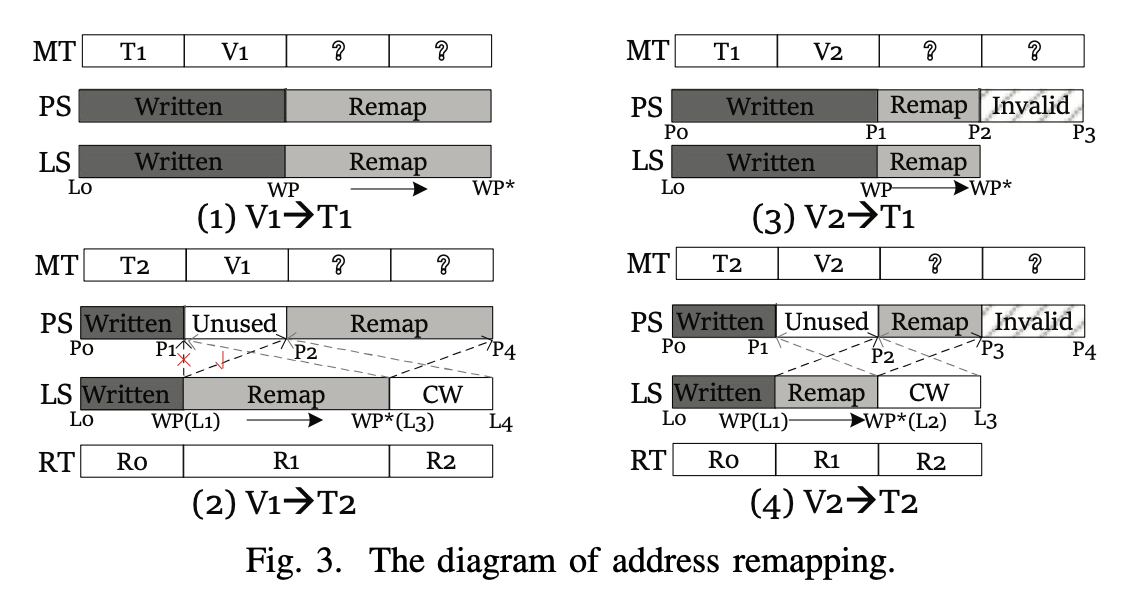 MT T1 V1 ? ?
PS Written Remap
LS Written Remap
L0 WP WP*
(1) V1→T1
MT T2 V1 ? ?
PS Written Unused Remap
P0 P1 P2 P4
LS Written Remap CW
L0 WP(L1) WP*(L3) L4
RT R0 R1 R2
(2) V1→T2
MT T1 V2 ? ?
PS Written Remap Invalid
P0 P1 P2 P3
LS Written Remap
L0 WP WP*
(3) V2→T1
MT T2 V2 ? ?
PS Written Unused Remap Invalid
P0 P1 P2 P3 P4
LS Written Remap CW
L0 WP(L1) WP*(L2) L3
RT R0 R1 R2
(4) V2→T2
Fig. 3. The diagram of address remapping.